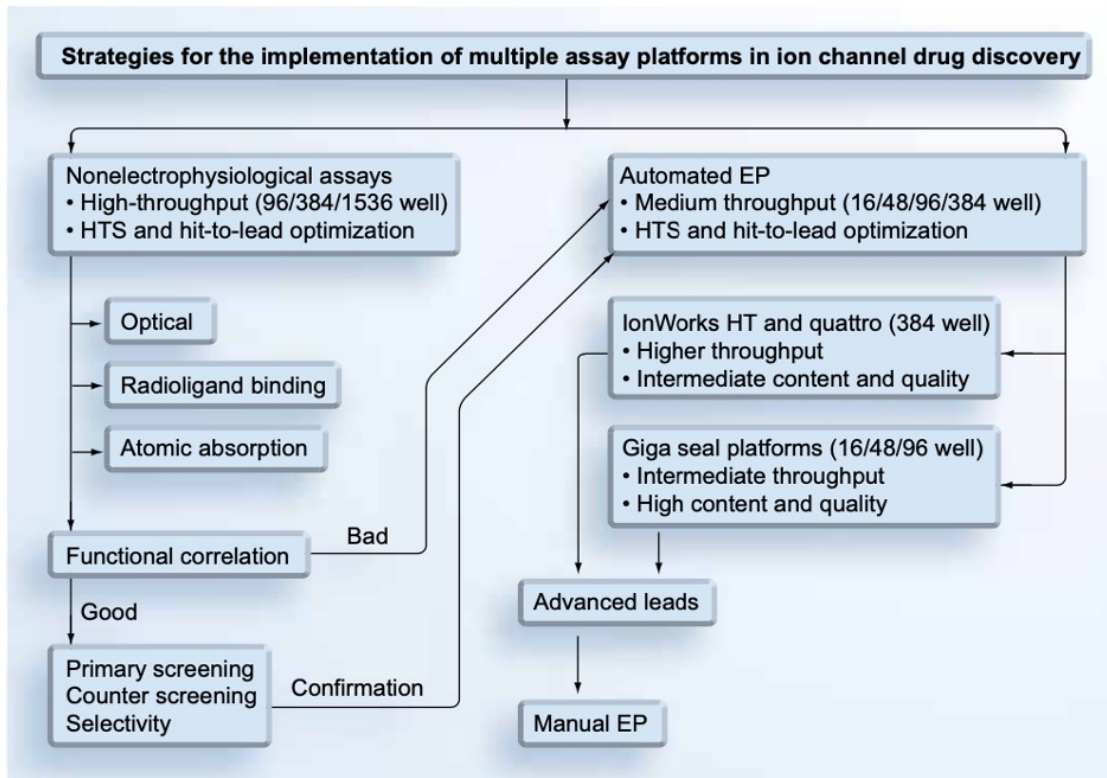 Strategies for the implementation of multiple assay platforms in ion channel drug discovery
Nonelectrophysiological assays
• High-throughput (96/384/1536 well)
• HTS and hit-to-lead optimization
Optical
Radioligand binding
Atomic absorption
Functional correlation
Bad
Good
Primary screening
Counter screening
Selectivity
Confirmation
Automated EP
• Medium throughput (16/48/96/384 well)
• HTS and hit-to-lead optimization
IonWorks HT and quattro (384 well)
• Higher throughput
• Intermediate content and quality
Giga seal platforms (16/48/96 well)
• Intermediate throughput
• High content and quality
Advanced leads
Manual EP